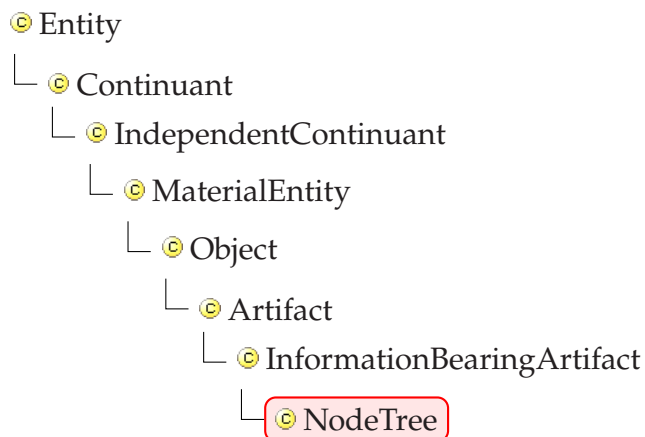 Entity
Continuant
IndependentContinuant
MaterialEntity
Object
Artifact
InformationBearingArtifact
NodeTree